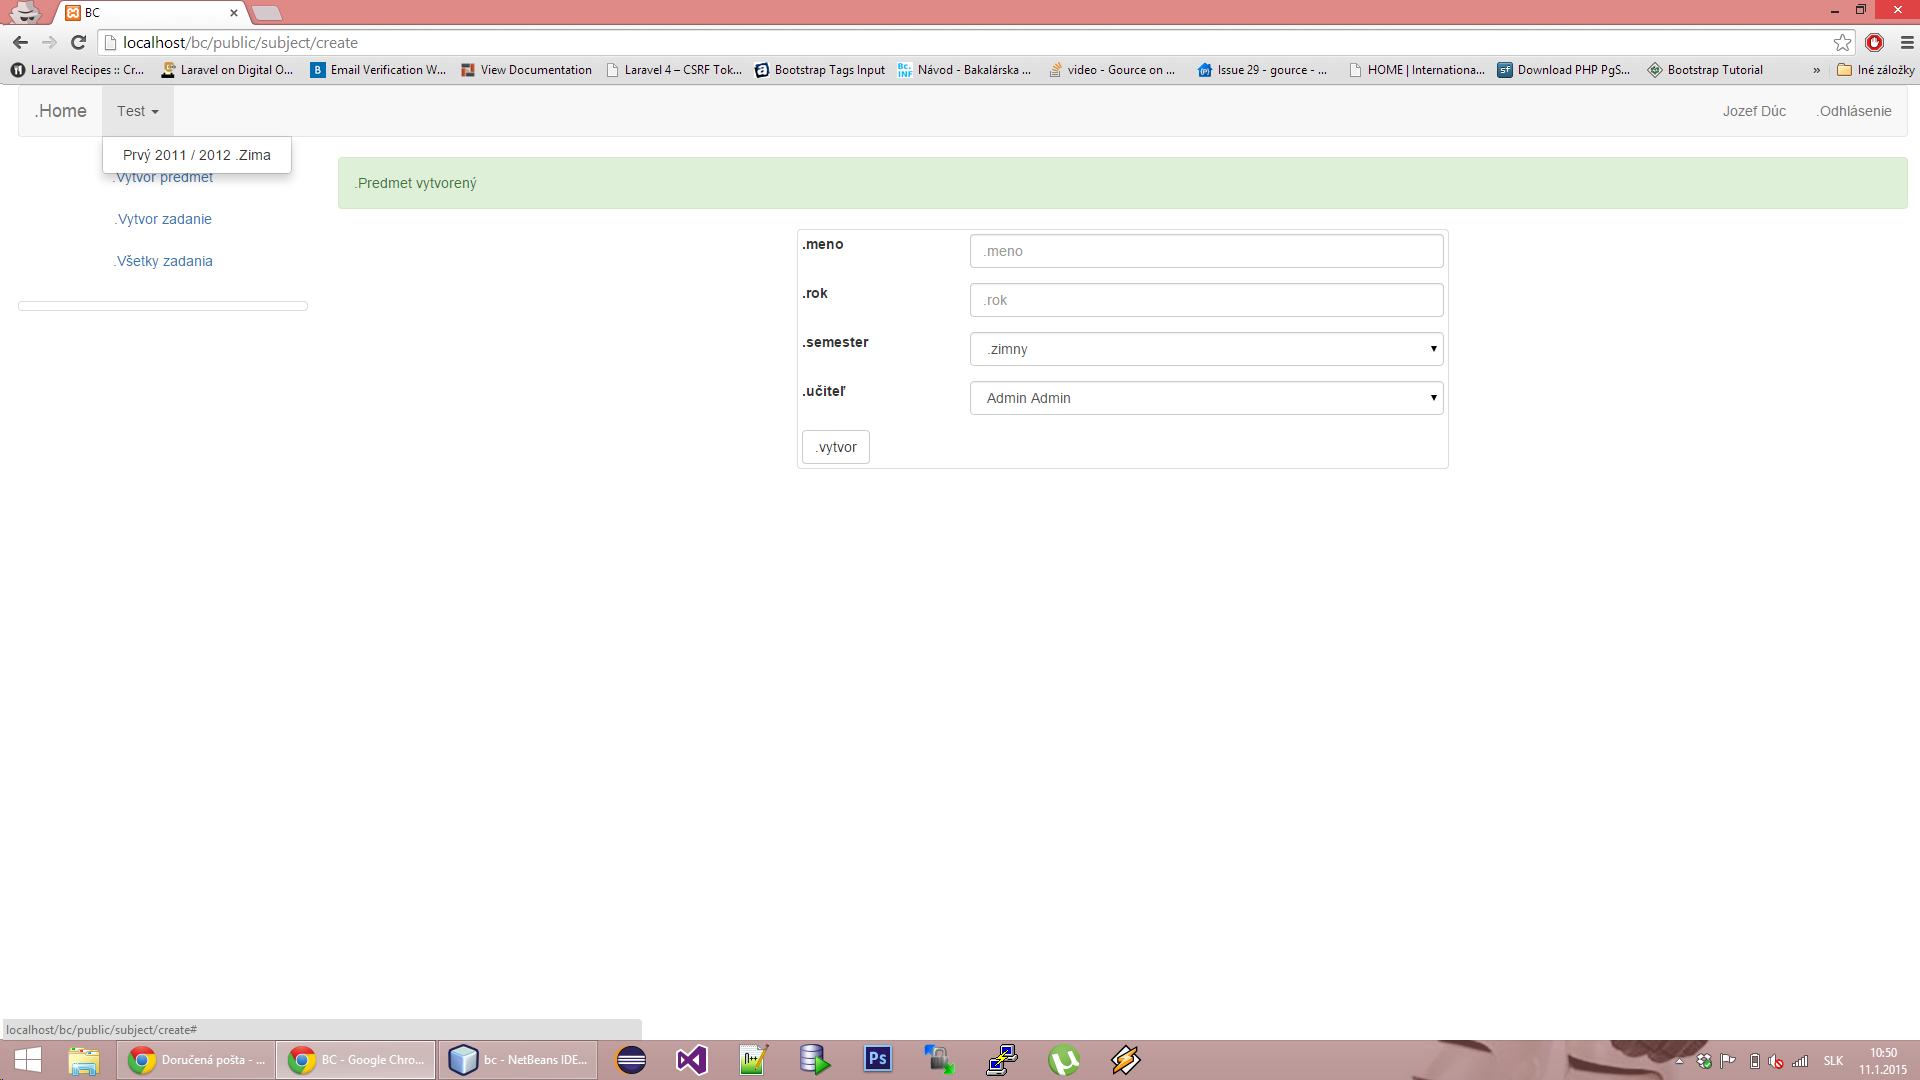 BC
localhost/bc/public/subject/create
Laravel Recipes :: Cr... Laravel on Digital O... Email Verification W... View Documentation Laravel 4 – CSRF Tok... Bootstrap Tags Input Návod - Bakalárska ... video - Gource on ... Issue 29 - gource - ... HOME | Internationa... Download PHP PgS... Bootstrap Tutorial » Iné záložky
.Home Test Jozef Dúc .Odhlásenie
Prvý 2011 / 2012 .Zima
.Vytvor predmet
.Vytvor zadanie
.Všetky zadania
.Predmet vytvorený
.meno .meno
.rok .rok
.semester .zimny
.učiteľ Admin Admin
.vytvor
localhost/bc/public/subject/create#
Doručená pošta - ... BC - Google Chro... bc - NetBeans IDE... Ps SLK 10:50
11.1.2015